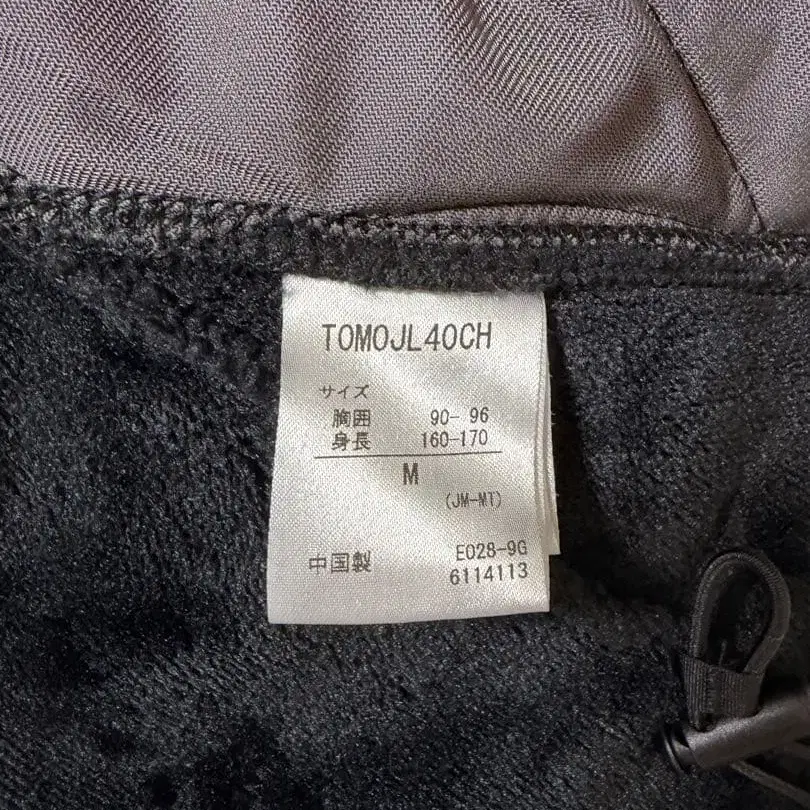 TOMOJL40CH
サイズ
胸囲 90- 96
身長 160-170
M
(JM-MT)
中国製 E028-9G
6114113